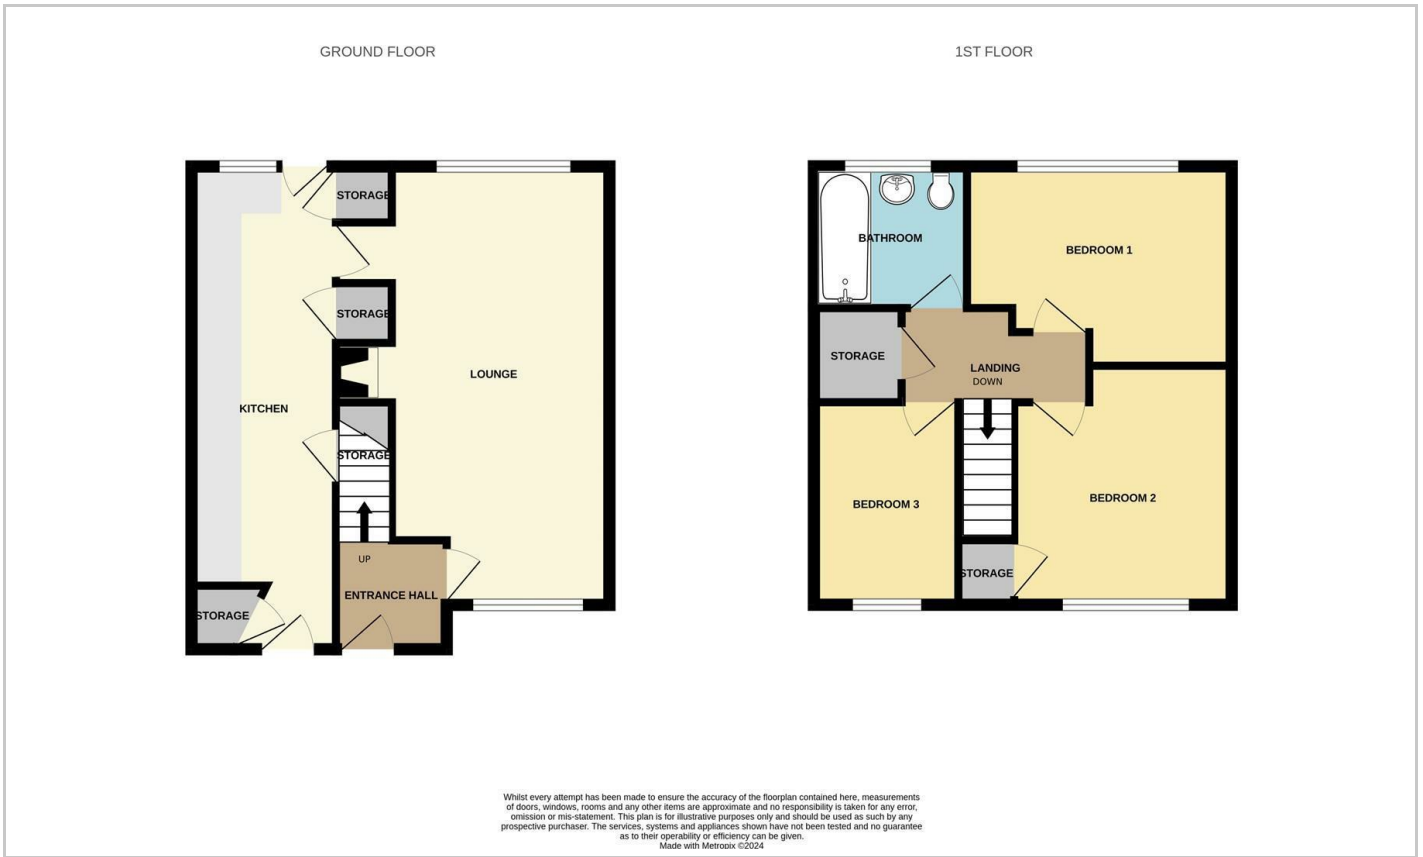 GROUND FLOOR
1ST FLOOR
STORAGE
STORAGE
LOUNGE
KITCHEN
STORAGE
UP
ENTRANCE HALL
STORAGE
BATHROOM
BEDROOM 1
STORAGE
LANDING
DOWN
BEDROOM 3
BEDROOM 2
STORAGE
Whilst every attempt has been made to ensure the accuracy of the floorplan contained here, measurements
of doors, windows, rooms and any other items are approximate and no responsibility is taken for any error,
omission or mis-statement. This plan is for illustrative purposes only and should be used as such by any
prospective purchaser. The services, systems and appliances shown have not been tested and no guarantee
as to their operability or efficiency can be given.
Made with Metropix ©2024